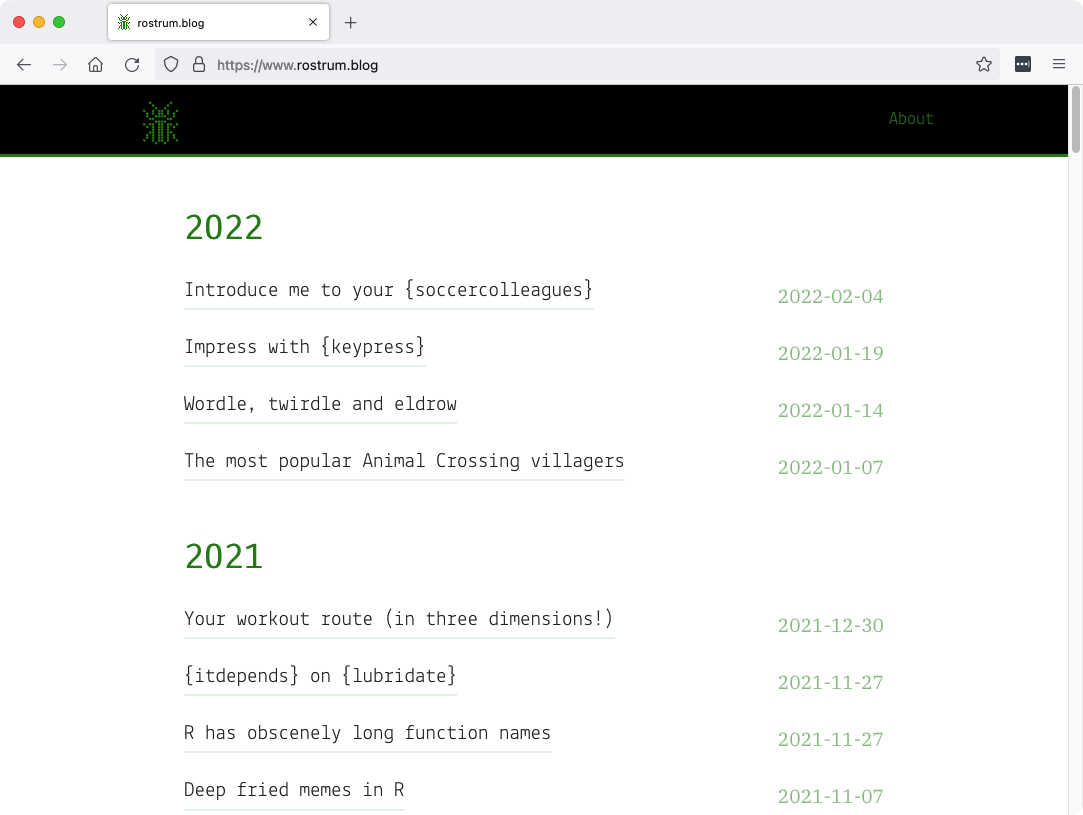 rostrum.blog
https://www.rostrum.blog
About
2022
Introduce me to your {soccercolleagues} 2022-02-04
Impress with {keypress} 2022-01-19
Wordle, twirdle and eldrow 2022-01-14
The most popular Animal Crossing villagers 2022-01-07
2021
Your workout route (in three dimensions!) 2021-12-30
{itdepends} on {lubridate} 2021-11-27
R has obscenely long function names 2021-11-27
Deep fried memes in R 2021-11-07